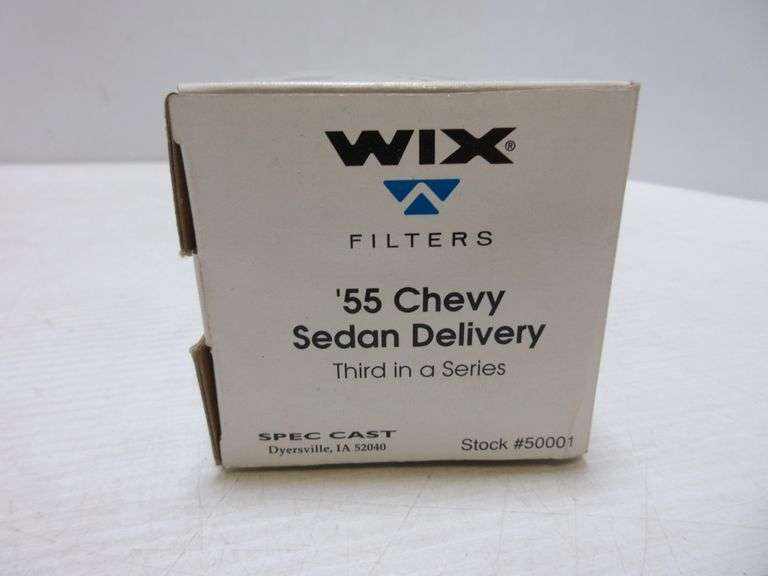 WIX®
FILTERS
'55 Chevy
Sedan Delivery
Third in a Series
SPEC CAST
Dyersville, IA 52040
Stock #50001